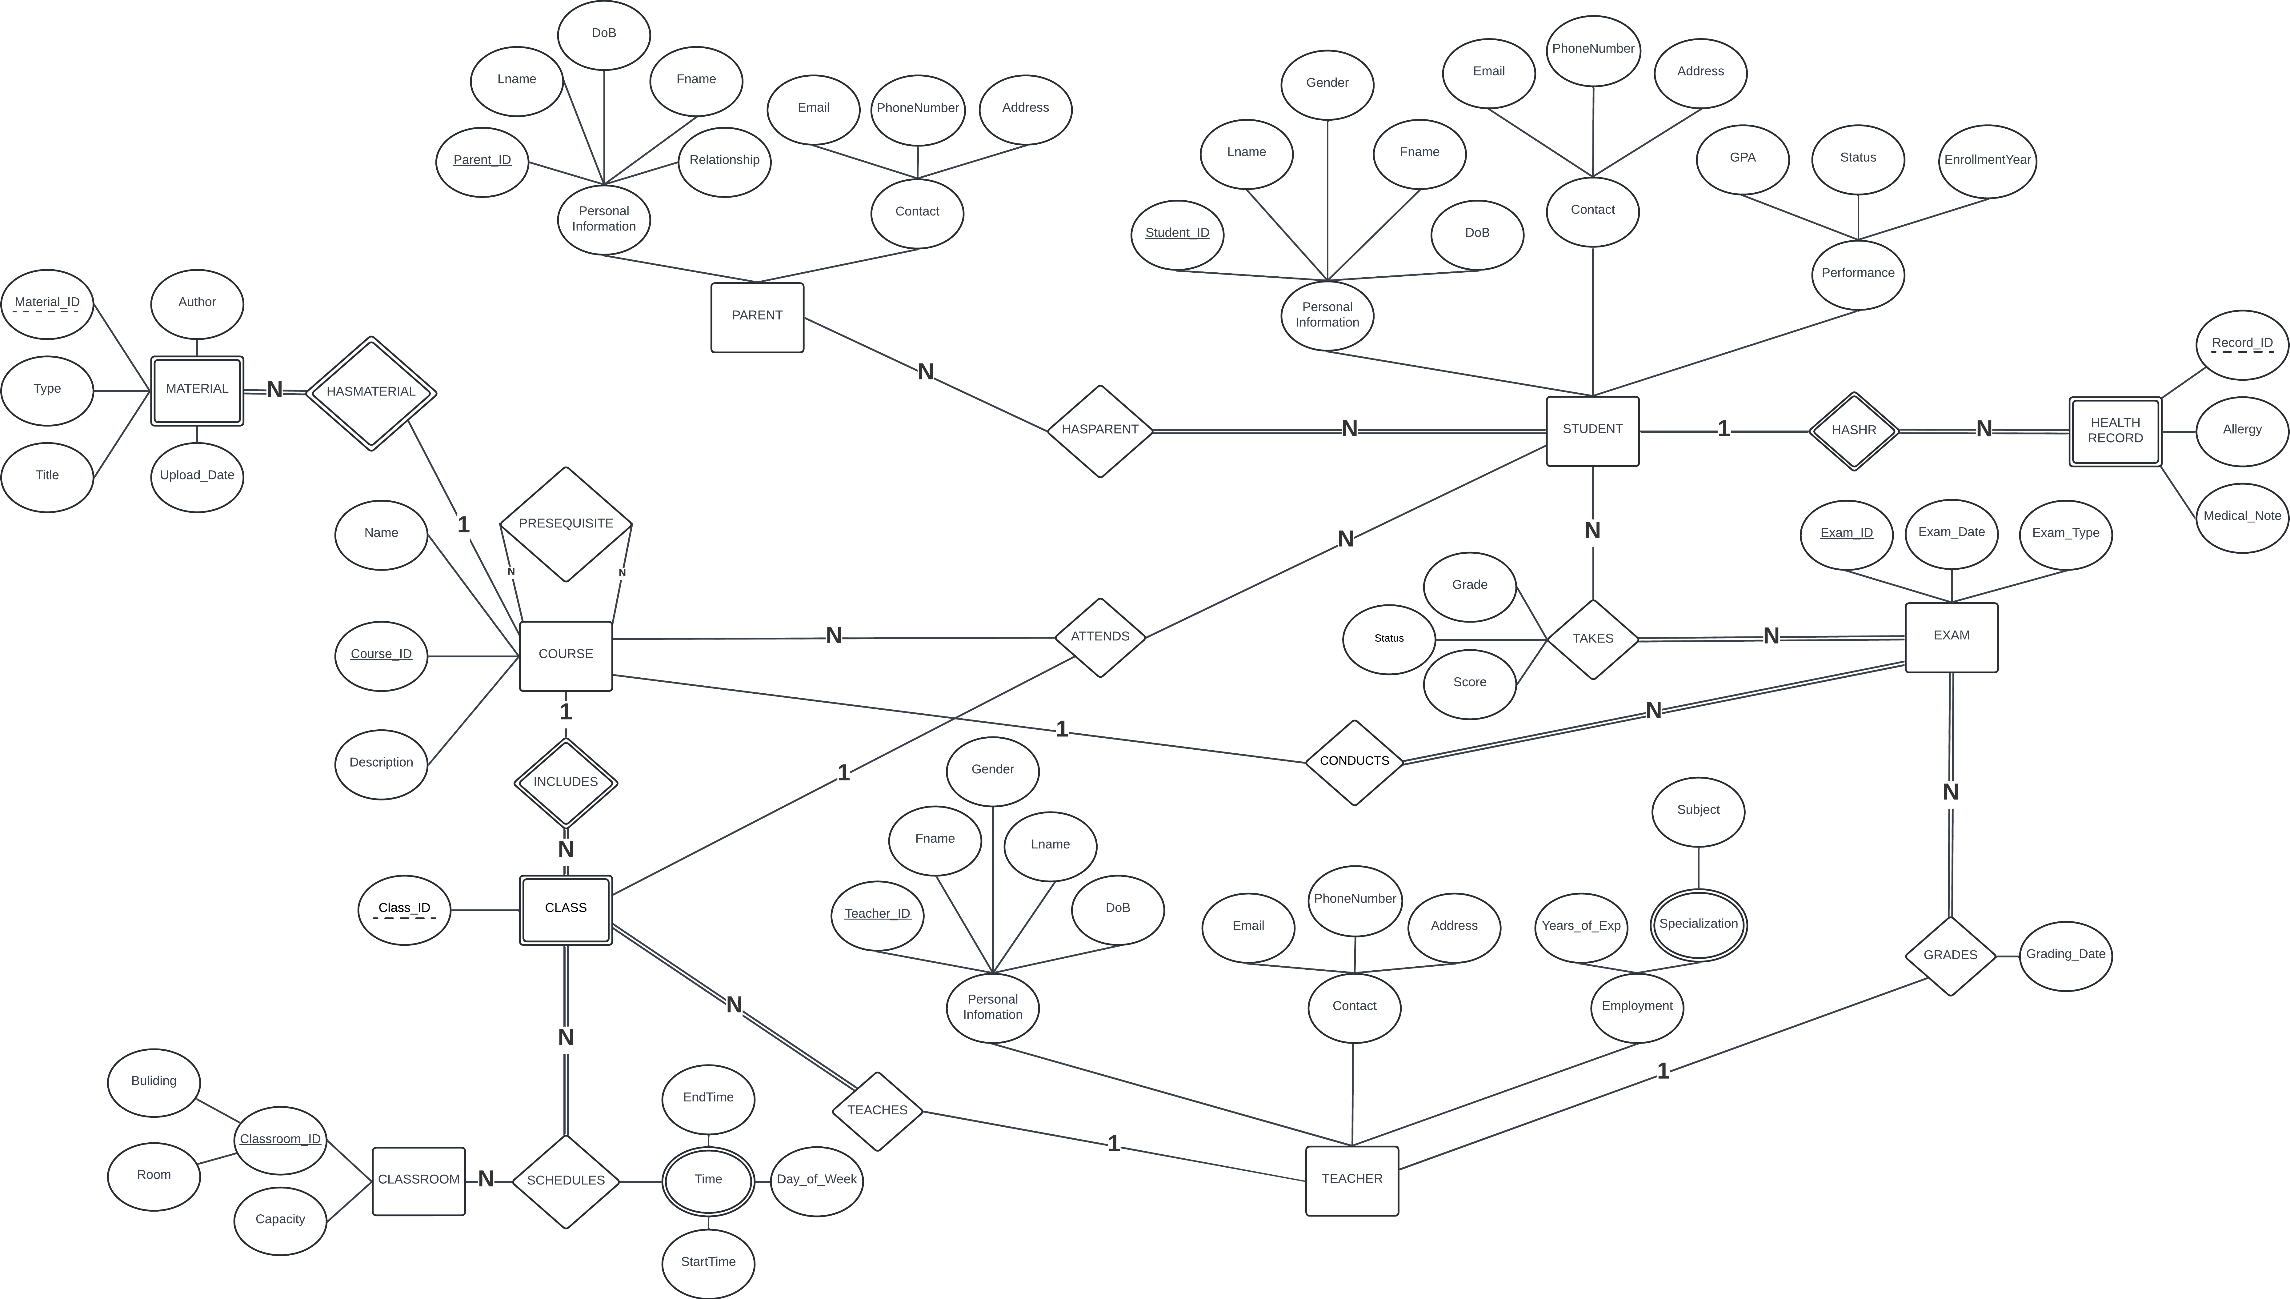 DoB
PhoneNumber
Lname
Fname
Email
Address
Gender
Email
PhoneNumber
Address
Parent_ID
Relationship
Lname
Fname
GPA
Status
EnrollmentYear
Personal
Information
Contact
Contact
Student_ID
DoB
Performance
Material_ID
Author
PARENT
Personal
Information
Record_ID
Type
MATERIAL
N
HASMATERIAL
N
HASPARENT
N
STUDENT
1
HASHR
N
HEALTH
RECORD
Allergy
Title
Upload_Date
Medical_Note
1
PRESEQUISITE
Name
N
N
Exam_ID
Exam_Date
Exam_Type
N
N
Grade
Course_ID
COURSE
N
ATTENDS
Status
TAKES
N
EXAM
Score
1
1
N
Description
INCLUDES
1
Gender
CONDUCTS
N
N
Fname
Lname
Subject
Class_ID
CLASS
Teacher_ID
DoB
Email
PhoneNumber
Address
Years_of_Exp
Specialization
GRADES
Grading_Date
N
N
Personal
Infomation
Contact
Employment
Buliding
EndTime
TEACHES
1
Classroom_ID
1
Room
CLASSROOM
N
SCHEDULES
Time
Day_of_Week
TEACHER
Capacity
StartTime